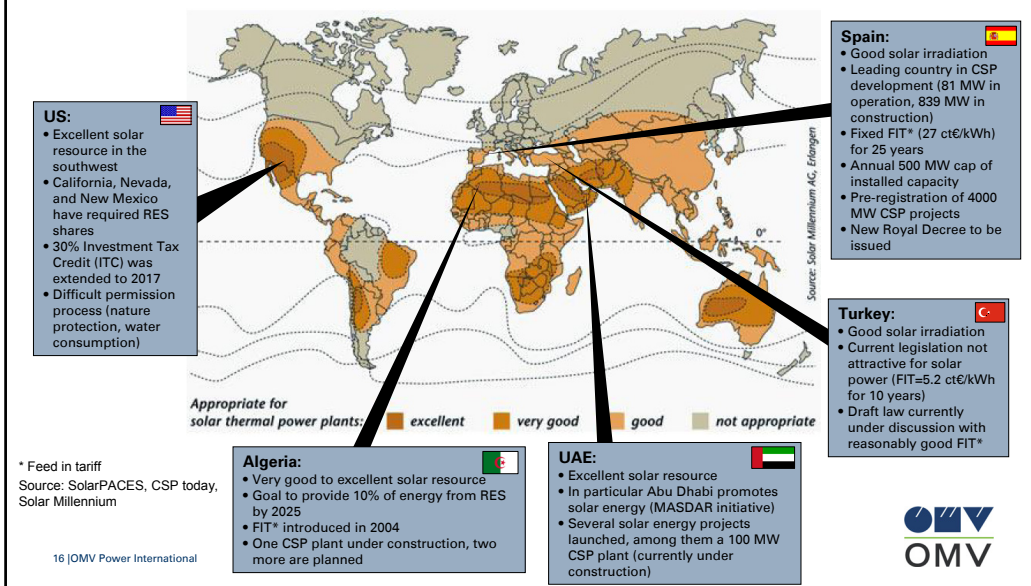 US:
• Excellent solar
resource in the
southwest
• California, Nevada,
and New Mexico
have required RES
shares
• 30% Investment Tax
Credit (ITC) was
extended to 2017
• Difficult permission
process (nature
protection, water
consumption)
Spain:
• Good solar irradiation
• Leading country in CSP
development (81 MW in
operation, 839 MW in
construction)
• Fixed FIT* (27 ct€/kWh)
for 25 years
• Annual 500 MW cap of
installed capacity
• Pre-registration of 4000
MW CSP projects
• New Royal Decree to be
issued
Source: Solar Millennium AG, Erlangen
0°
Turkey:
• Good solar irradiation
• Current legislation not
attractive for solar
power (FIT=5.2 ct€/kWh
for 10 years)
• Draft law currently
under discussion with
reasonably good FIT*
Appropriate for
solar thermal power plants: excellent very good good not appropriate
Algeria:
• Very good to excellent solar resource
• Goal to provide 10% of energy from RES
by 2025
• FIT* introduced in 2004
• One CSP plant under construction, two
more are planned
UAE:
• Excellent solar resource
• In particular Abu Dhabi promotes
solar energy (MASDAR initiative)
• Several solar energy projects
launched, among them a 100 MW
CSP plant (currently under
construction)
* Feed in tariff
Source: SolarPACES, CSP today,
Solar Millennium
16 |OMV Power International
OMV